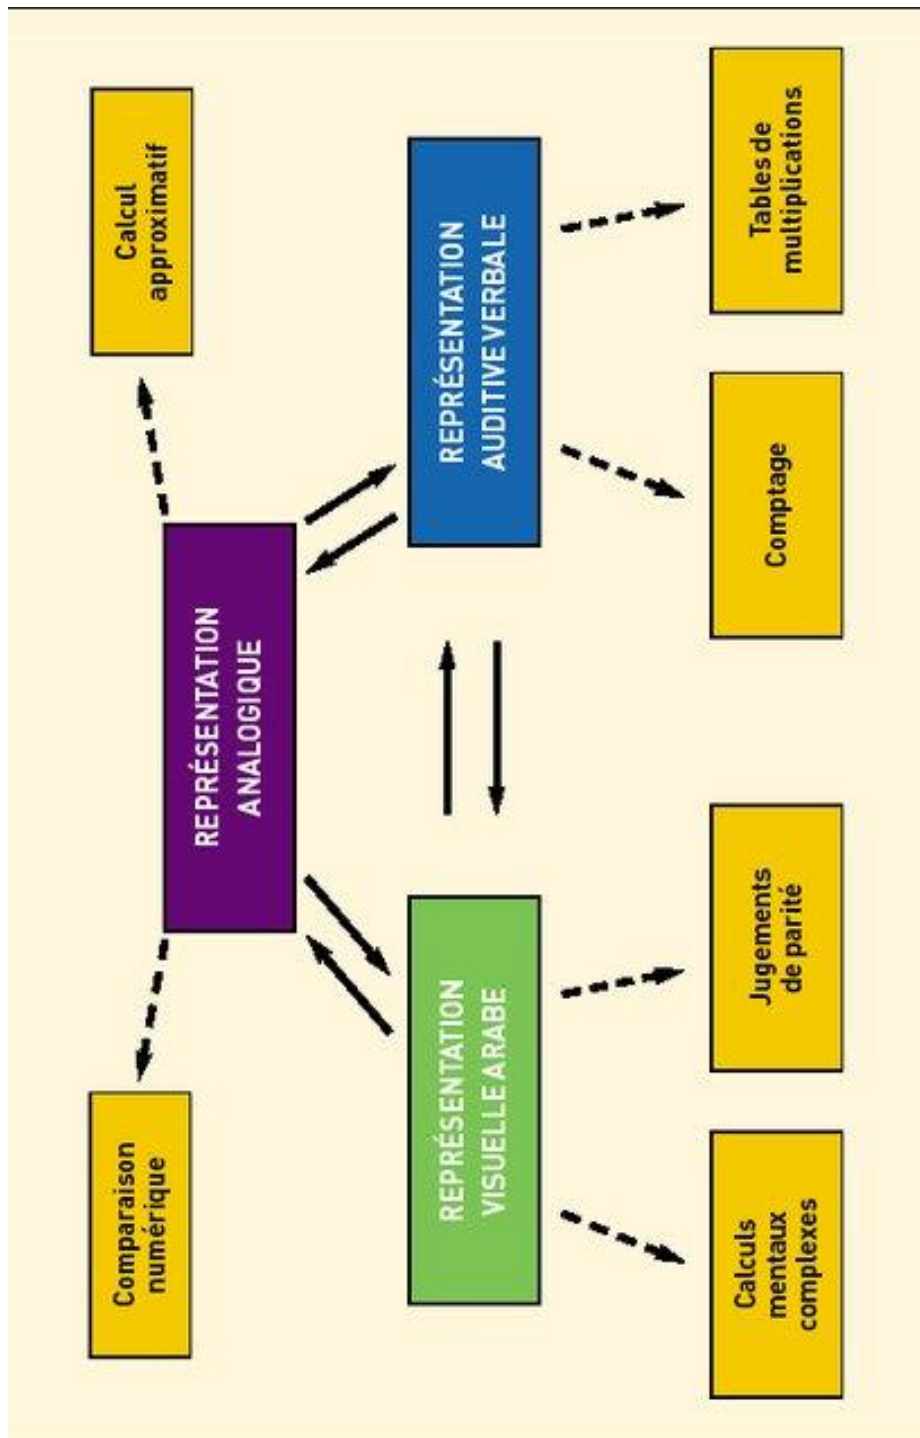 Comparaison
numérique
Calcul
approximatif
REPRÉSENTATION
ANALOGIQUE
REPRÉSENTATION
VISUELLE ARABE
REPRÉSENTATION
AUDITIVE VERBALE
Calculs
mentaux
complexes
Jugements
de parité
Comptage
Tables de
multiplications